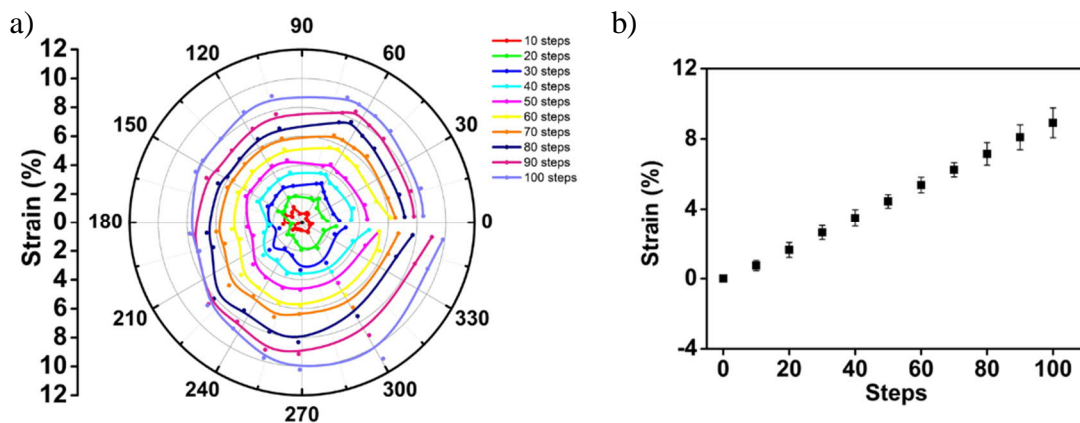 a)
Strain (%)
12
10
8
6
4
2
0
2
4
6
8
10
12
90
120
60
150
30
180
0
210
330
240
300
270
10 steps
20 steps
30 steps
40 steps
50 steps
60 steps
70 steps
80 steps
90 steps
100 steps
b)
Strain (%)
12
8
4
0
-4
0 20 40 60 80 100
Steps